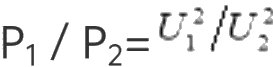 P₁ / P₂= U₁²/U₂²